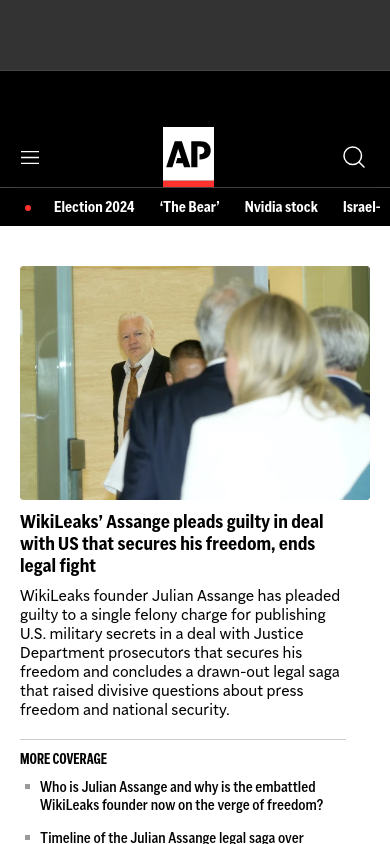 AP
Election 2024 ‘The Bear’ Nvidia stock Israel-
WikiLeaks’ Assange pleads guilty in deal
with US that secures his freedom, ends
legal fight
WikiLeaks founder Julian Assange has pleaded
guilty to a single felony charge for publishing
U.S. military secrets in a deal with Justice
Department prosecutors that secures his
freedom and concludes a drawn-out legal saga
that raised divisive questions about press
freedom and national security.
MORE COVERAGE
Who is Julian Assange and why is the embattled
WikiLeaks founder now on the verge of freedom?
Timeline of the Julian Assange legal saga over